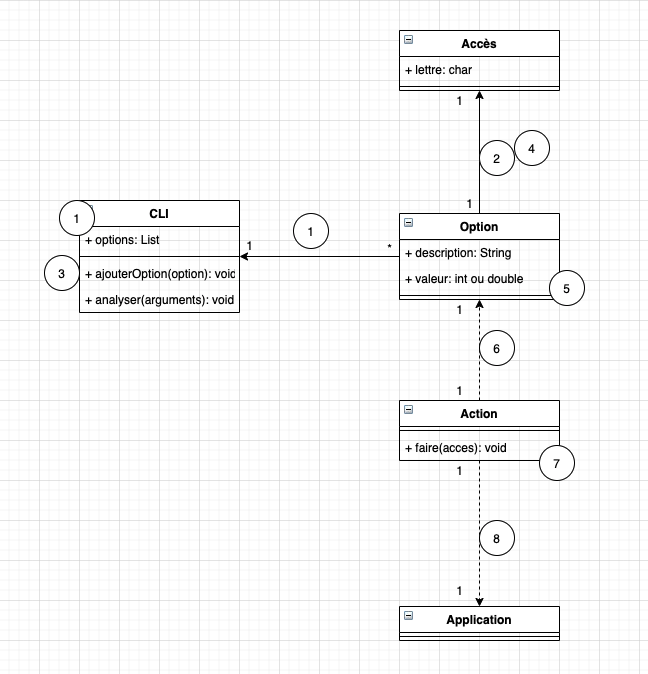 Accès
+ lettre: char
1
2
4
1
1
CLI
+ options: List
3
+ ajouterOption(option): void
+ analyser(arguments): void
1
1
*
Option
+ description: String
+ valeur: int ou double
5
1
6
1
Action
+ faire(acces): void
7
1
8
1
Application